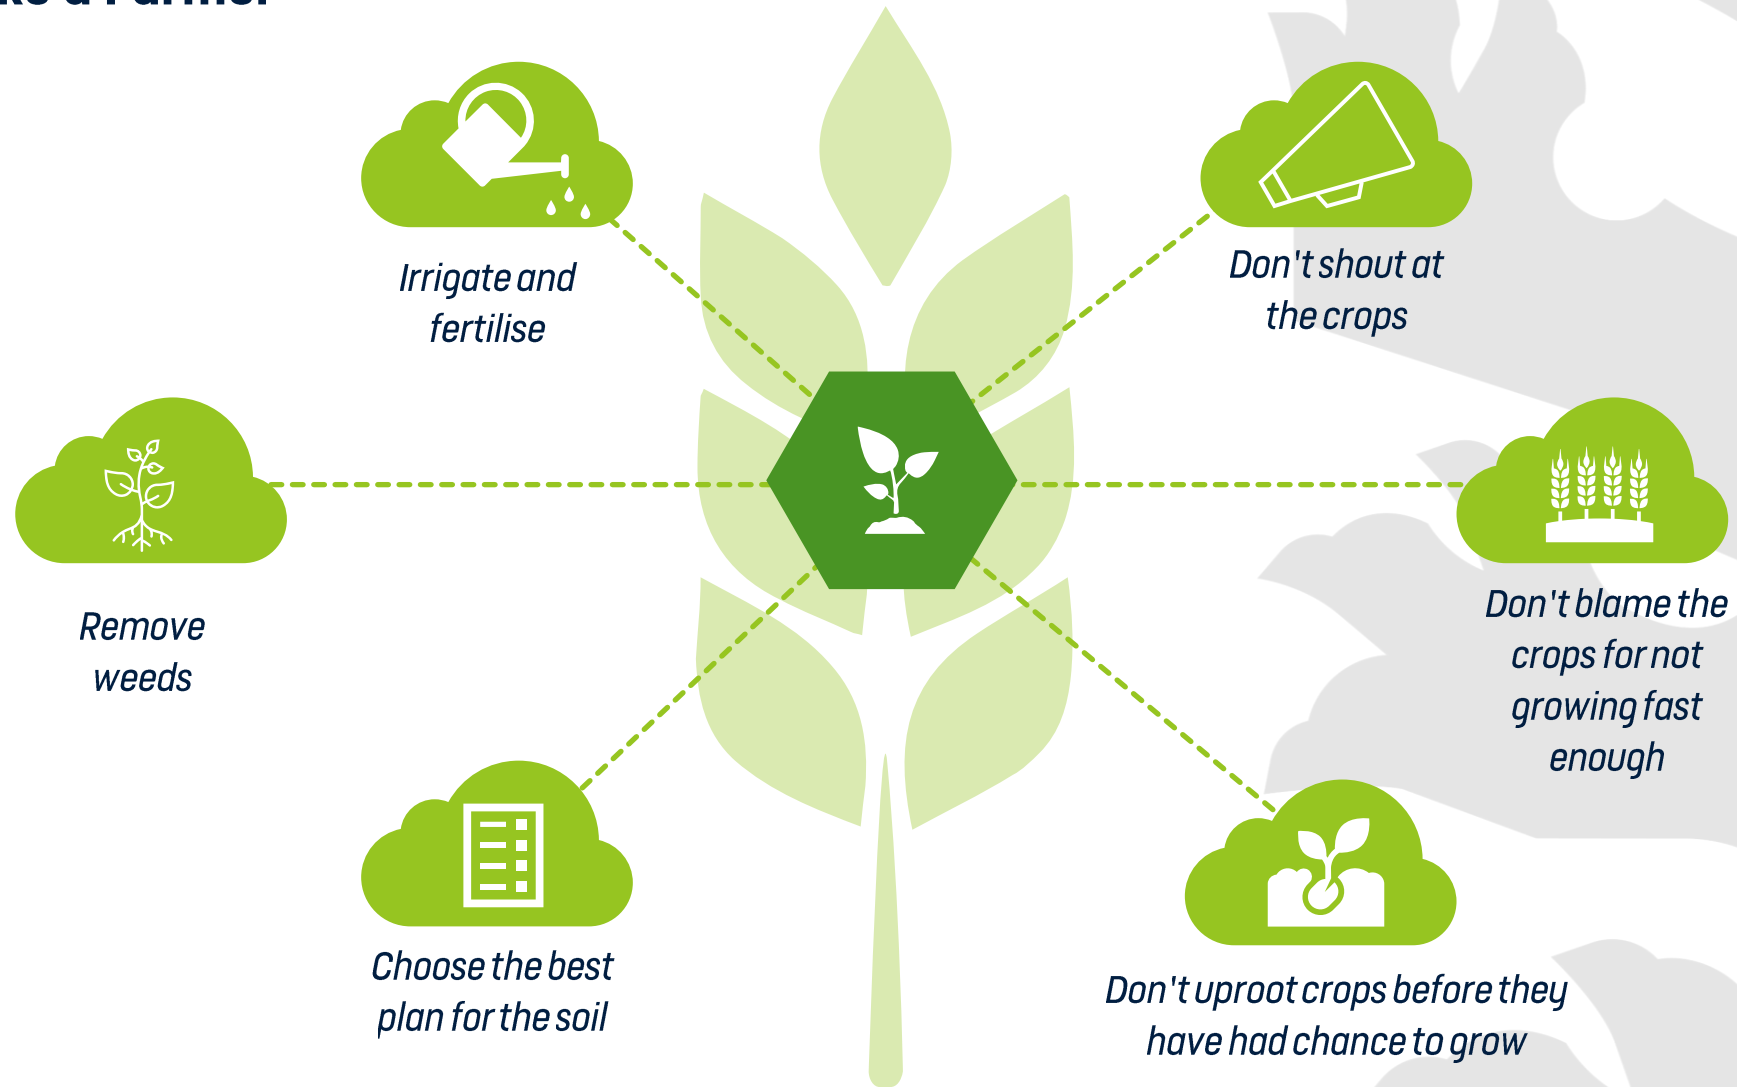 Irrigate and
fertilise
Don't shout at
the crops
Remove
weeds
Don't blame the
crops for not
growing fast
enough
Choose the best
plan for the soil
Don't uproot crops before they
have had chance to grow